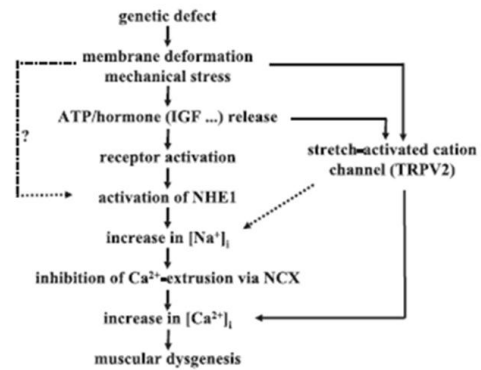 genetic defect
membrane deformation
mechanical stress
ATP/hormone (IGF ...) release
?
receptor activation
stretch-activated cation
channel (TRPV2)
activation of NHE1
increase in [Na⁺]ᵢ
inhibition of Ca²⁺-extrusion via NCX
increase in [Ca²⁺]ᵢ
muscular dysgenesis